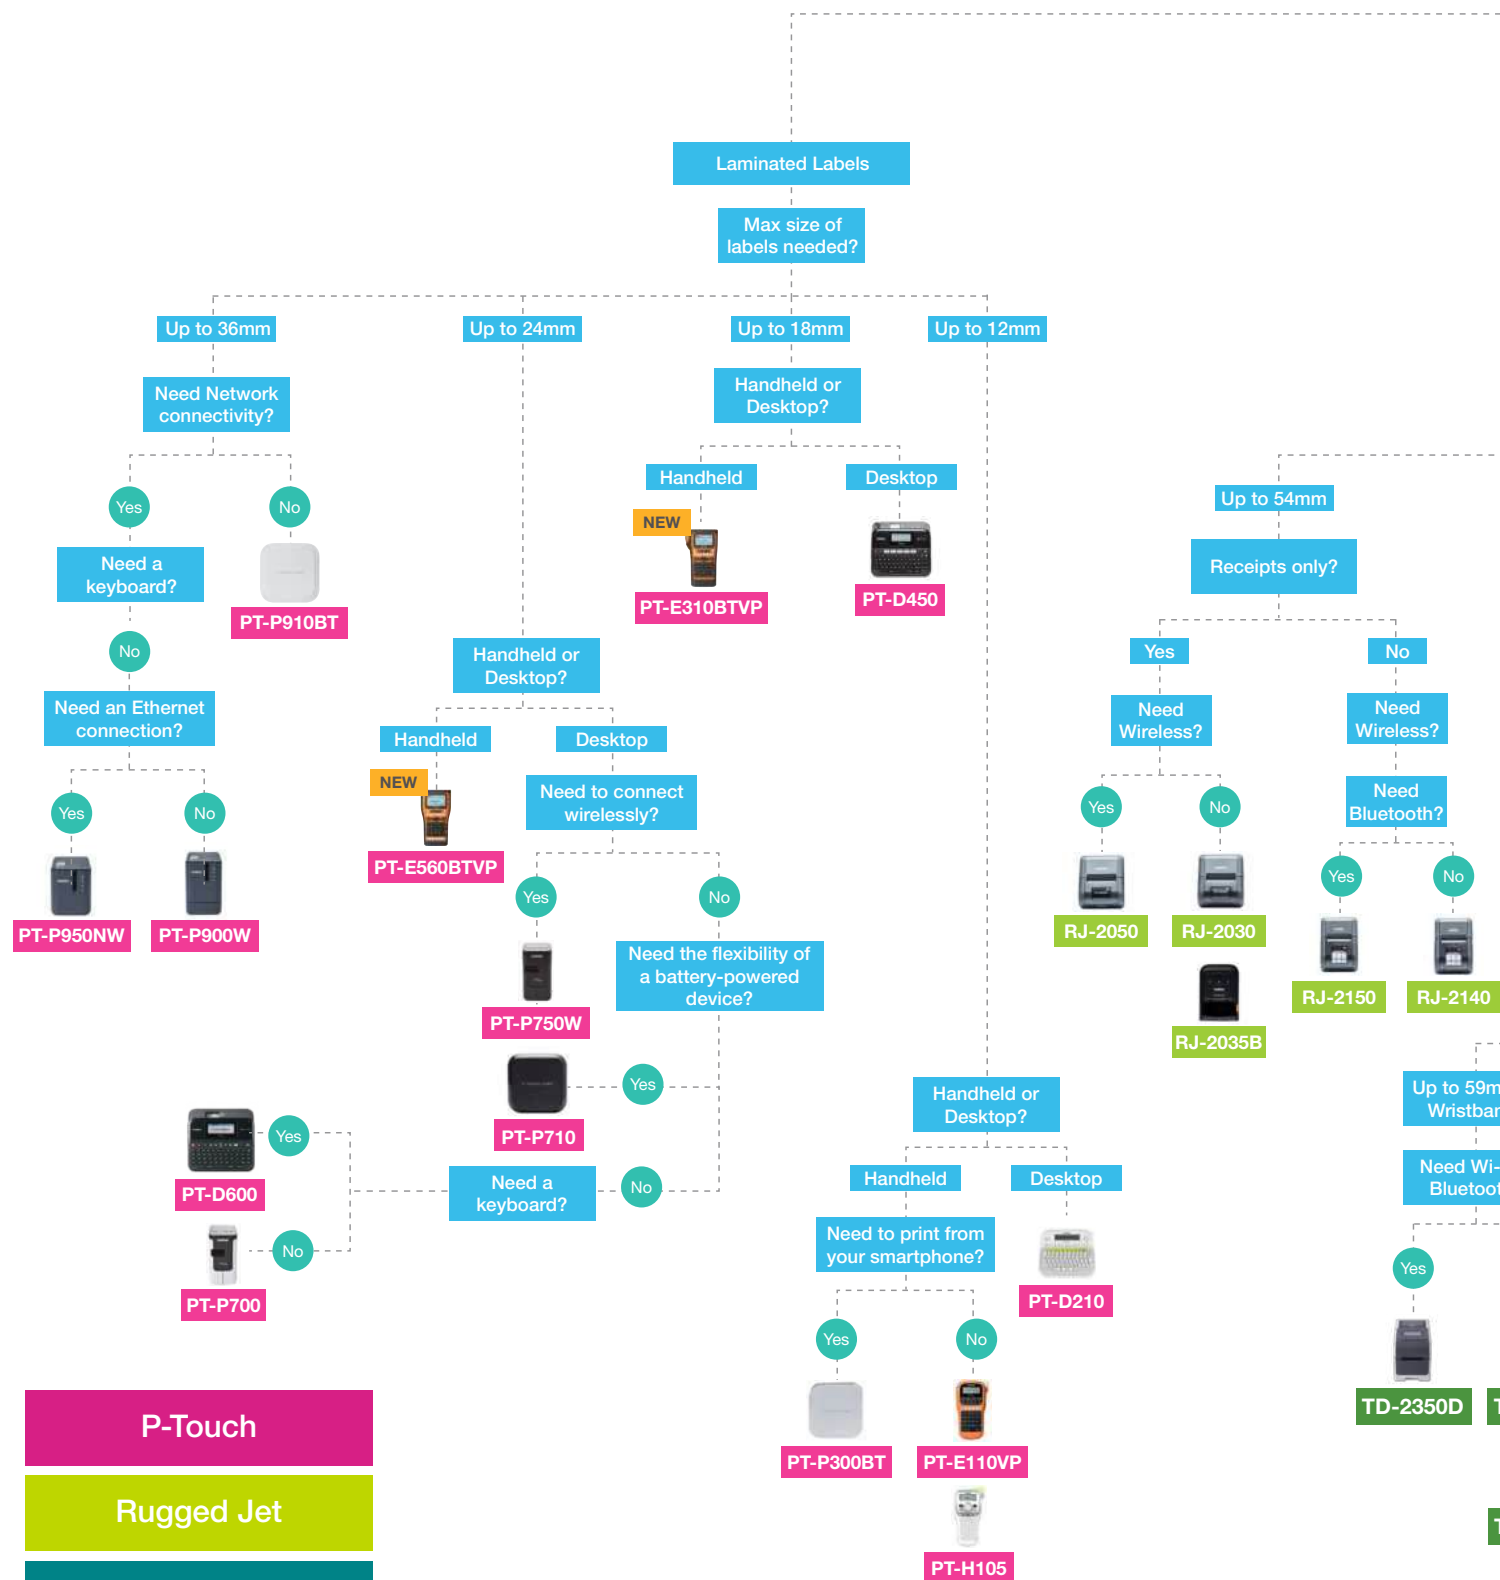 Laminated Labels
Max size of
labels needed?
Up to 36mm
Up to 24mm
Up to 18mm
Up to 12mm
Need Network
connectivity?
Yes
No
Need a
keyboard?
PT-P910BT
No
Need an Ethernet
connection?
Yes
No
PT-P950NW
PT-P900W
Handheld or
Desktop?
Handheld
Desktop
NEW
PT-E560BTVP
Need to connect
wirelessly?
Yes
No
PT-P750W
Need the flexibility of
a battery-powered
device?
Yes
PT-P710
No
Need a
keyboard?
Yes
PT-D600
No
PT-P700
Handheld or
Desktop?
Handheld
Desktop
NEW
PT-E310BTVP
PT-D450
Handheld or
Desktop?
Handheld
Desktop
Need to print from
your smartphone?
PT-D210
Yes
No
PT-P300BT
PT-E110VP
PT-H105
Up to 54mm
Receipts only?
Yes
No
Need
Wireless?
Need
Wireless?
Yes
No
RJ-2050
RJ-2030
RJ-2035B
Need
Bluetooth?
Yes
No
RJ-2150
RJ-2140
Up to 59m
Wristbar
Need Wi-
Bluetoot
Yes
TD-2350D
P-Touch
Rugged Jet